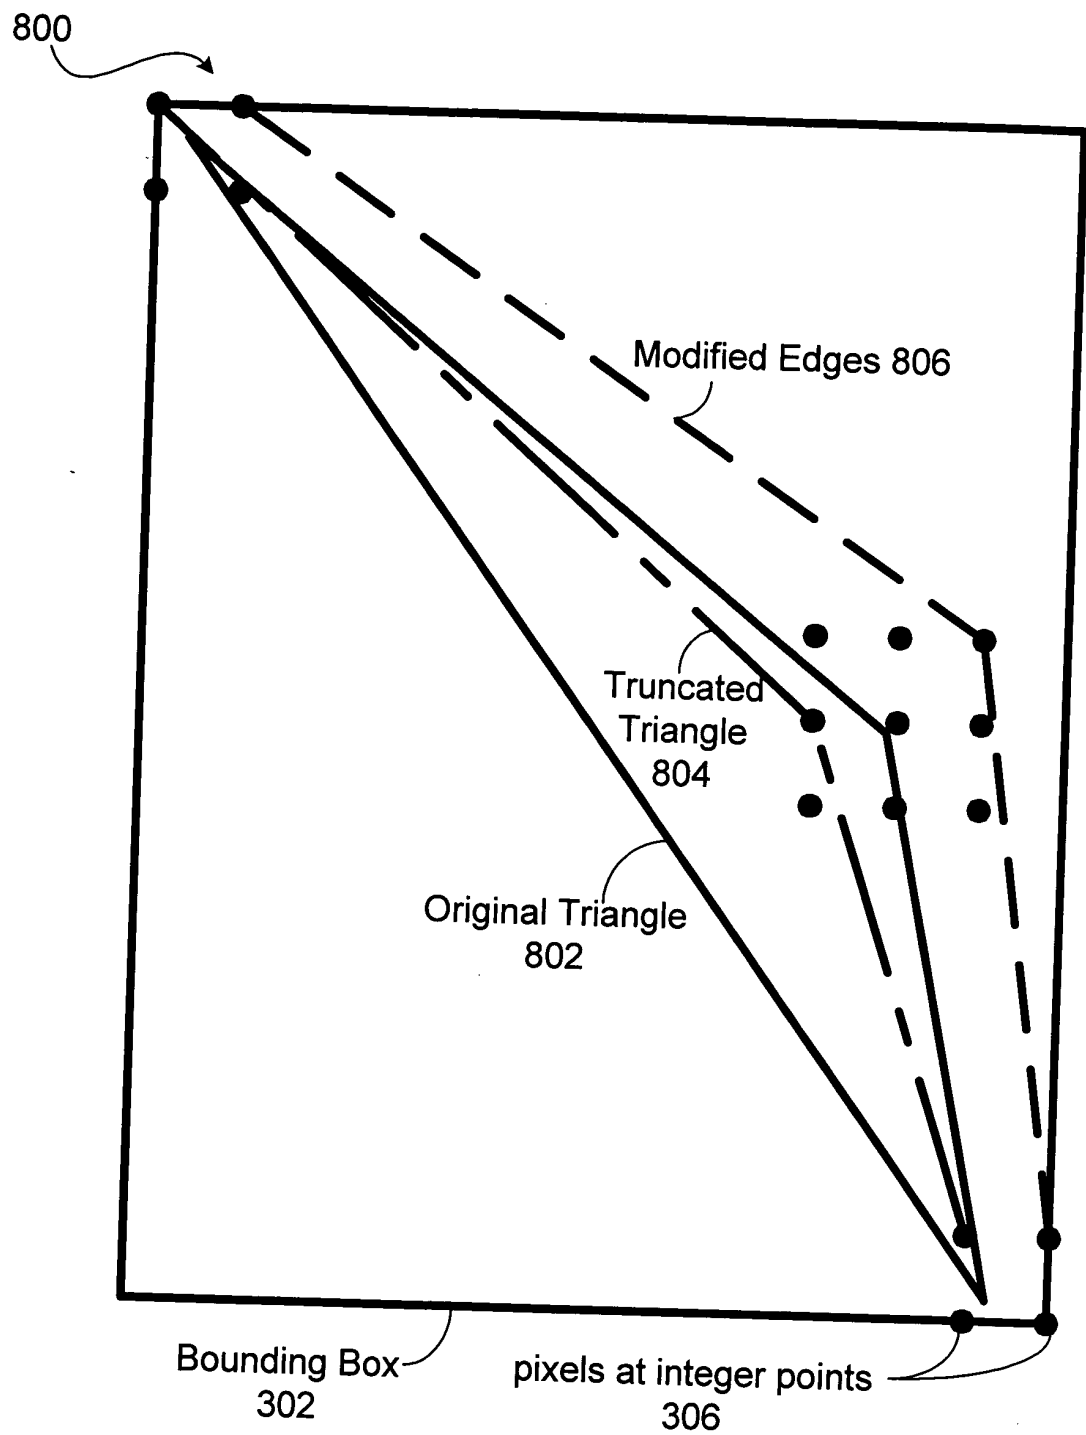 800
Modified Edges 806
Truncated
Triangle
804
Original Triangle
802
Bounding Box
302
pixels at integer points
306